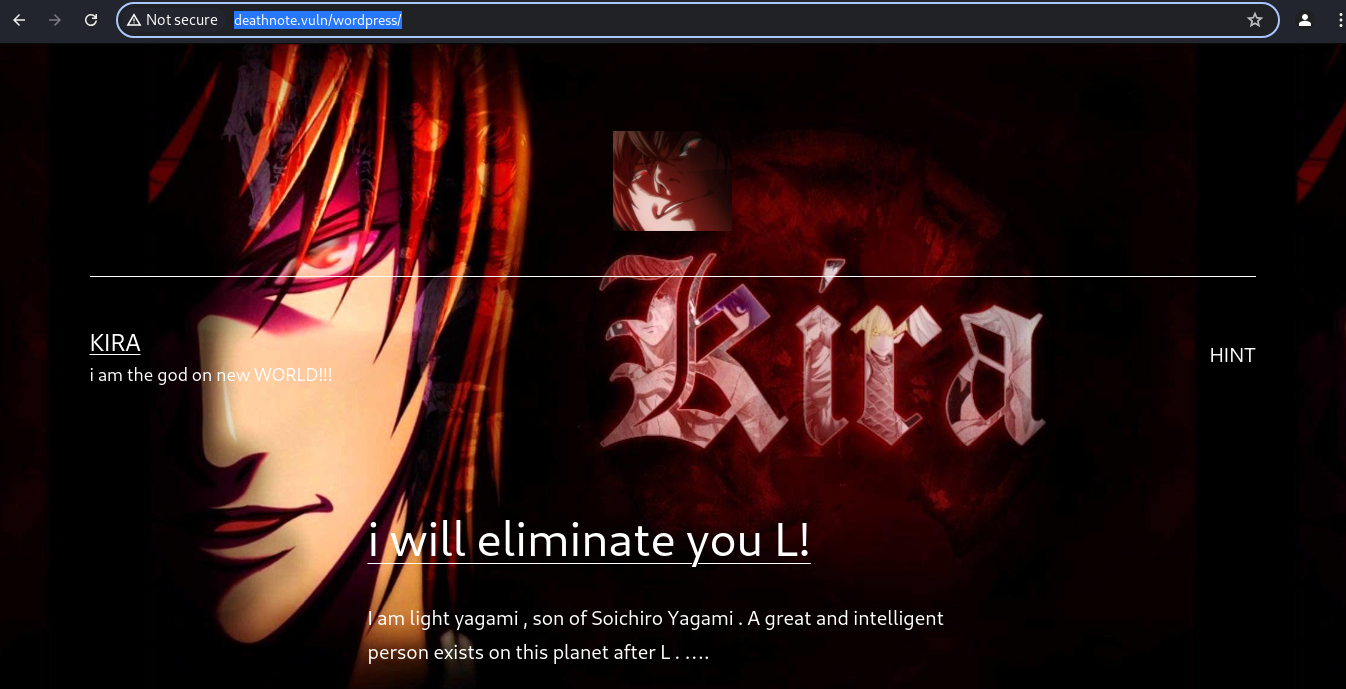 Not secure deathnote.vuln/wordpress/
Kira
KIRA
i am the god on new WORLD!!!
HINT
i will eliminate you L!
I am light yagami , son of Soichiro Yagami . A great and intelligent
person exists on this planet after L . ….